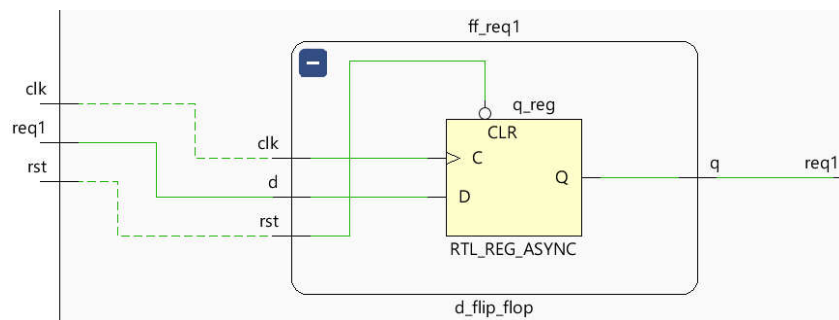 ff_req1
clk
req1
rst
clk
d
rst
q_reg
CLR
C
D
Q
RTL_REG_ASYNC
q
req1
d_flip_flop